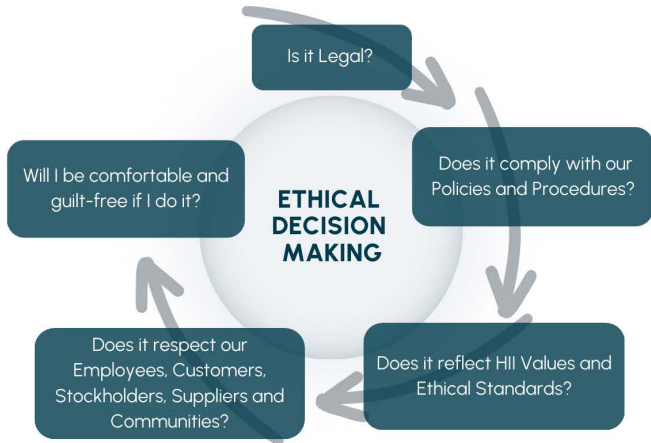 Is it Legal?
Does it comply with our
Policies and Procedures?
Does it reflect HII Values and
Ethical Standards?
Does it respect our
Employees, Customers,
Stockholders, Suppliers and
Communities?
Will I be comfortable and
guilt-free if I do it?
ETHICAL
DECISION
MAKING